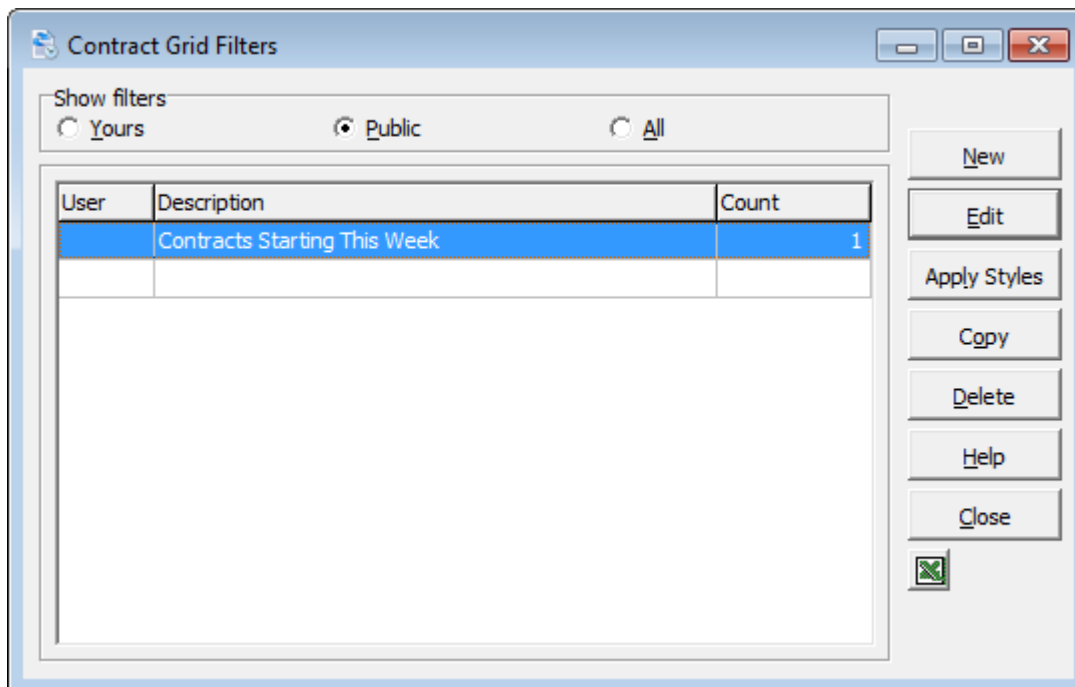 Contract Grid Filters
Show filters
Yours Public All
New
User Description Count
Edit
Contracts Starting This Week 1
Apply Styles
Copy
Delete
Help
Close